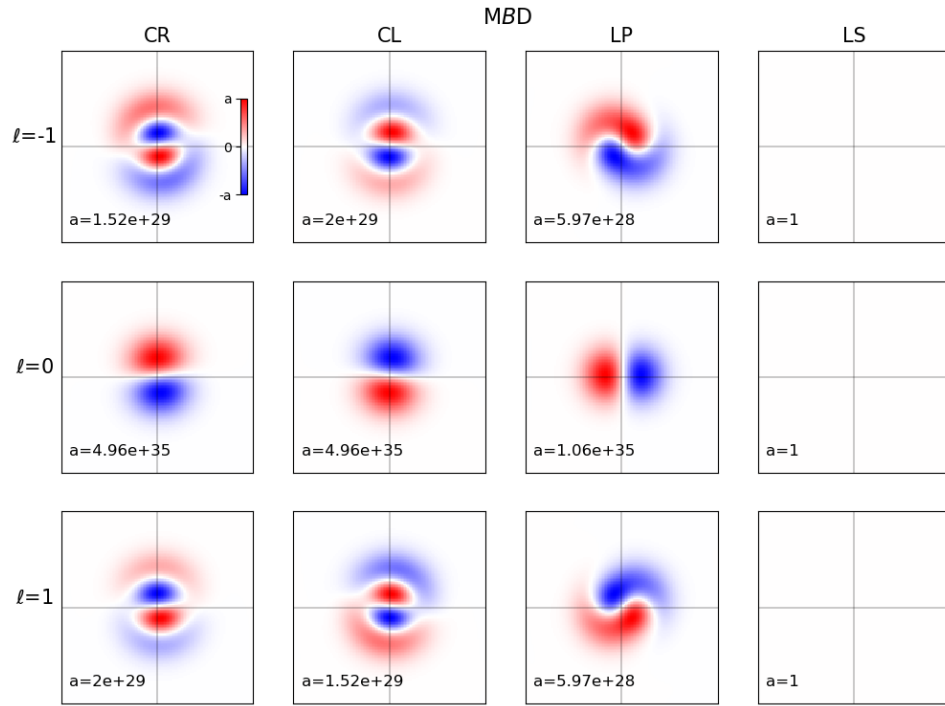 MBD
CR CL LP LS
ℓ=-1
a
0
-a
a=1.52e+29 a=2e+29 a=5.97e+28 a=1
ℓ=0
a=4.96e+35 a=4.96e+35 a=1.06e+35 a=1
ℓ=1
a=2e+29 a=1.52e+29 a=5.97e+28 a=1